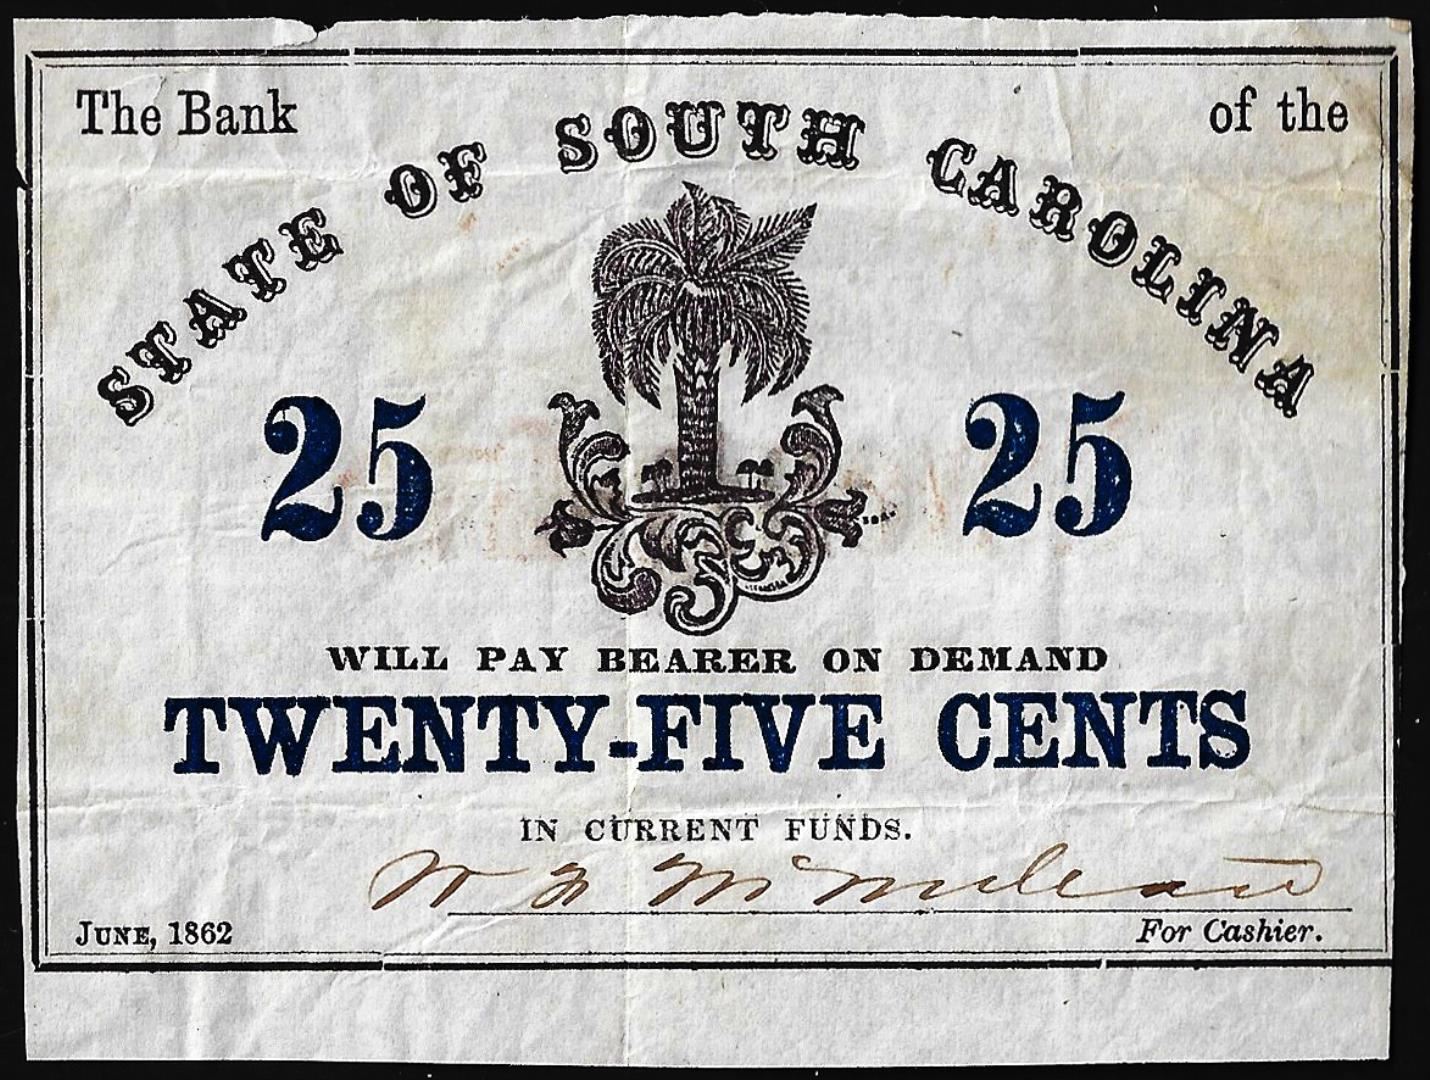 The Bank of the
STATE OF SOUTH CAROLINA
25 25
WILL PAY BEARER ON DEMAND
TWENTY-FIVE CENTS
IN CURRENT FUNDS.
JUNE, 1862
For Cashier.